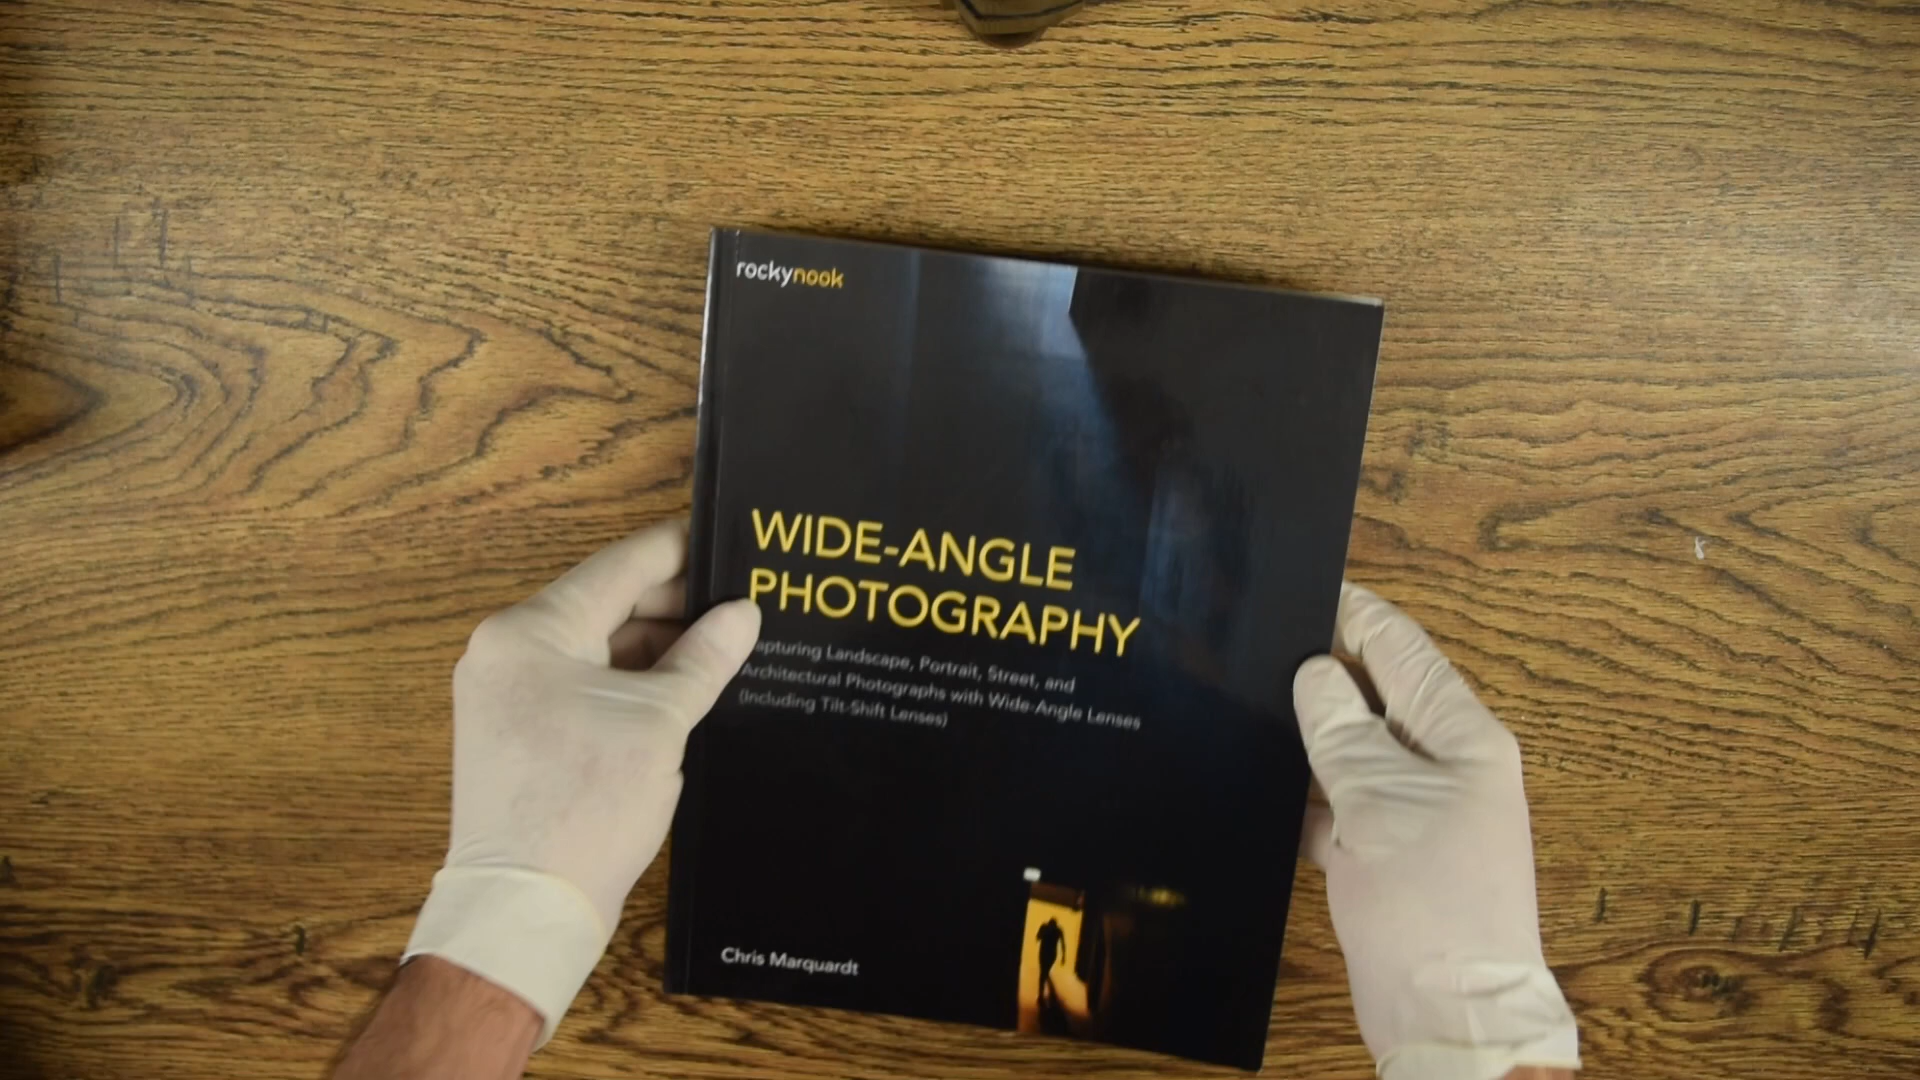 rockynook
WIDE-ANGLE
PHOTOGRAPHY
apturing Landscape, Portrait, Street, and
Architectural Photographs with Wide-Angle Lenses
(Including Tilt-Shift Lenses)
Chris Marquardt